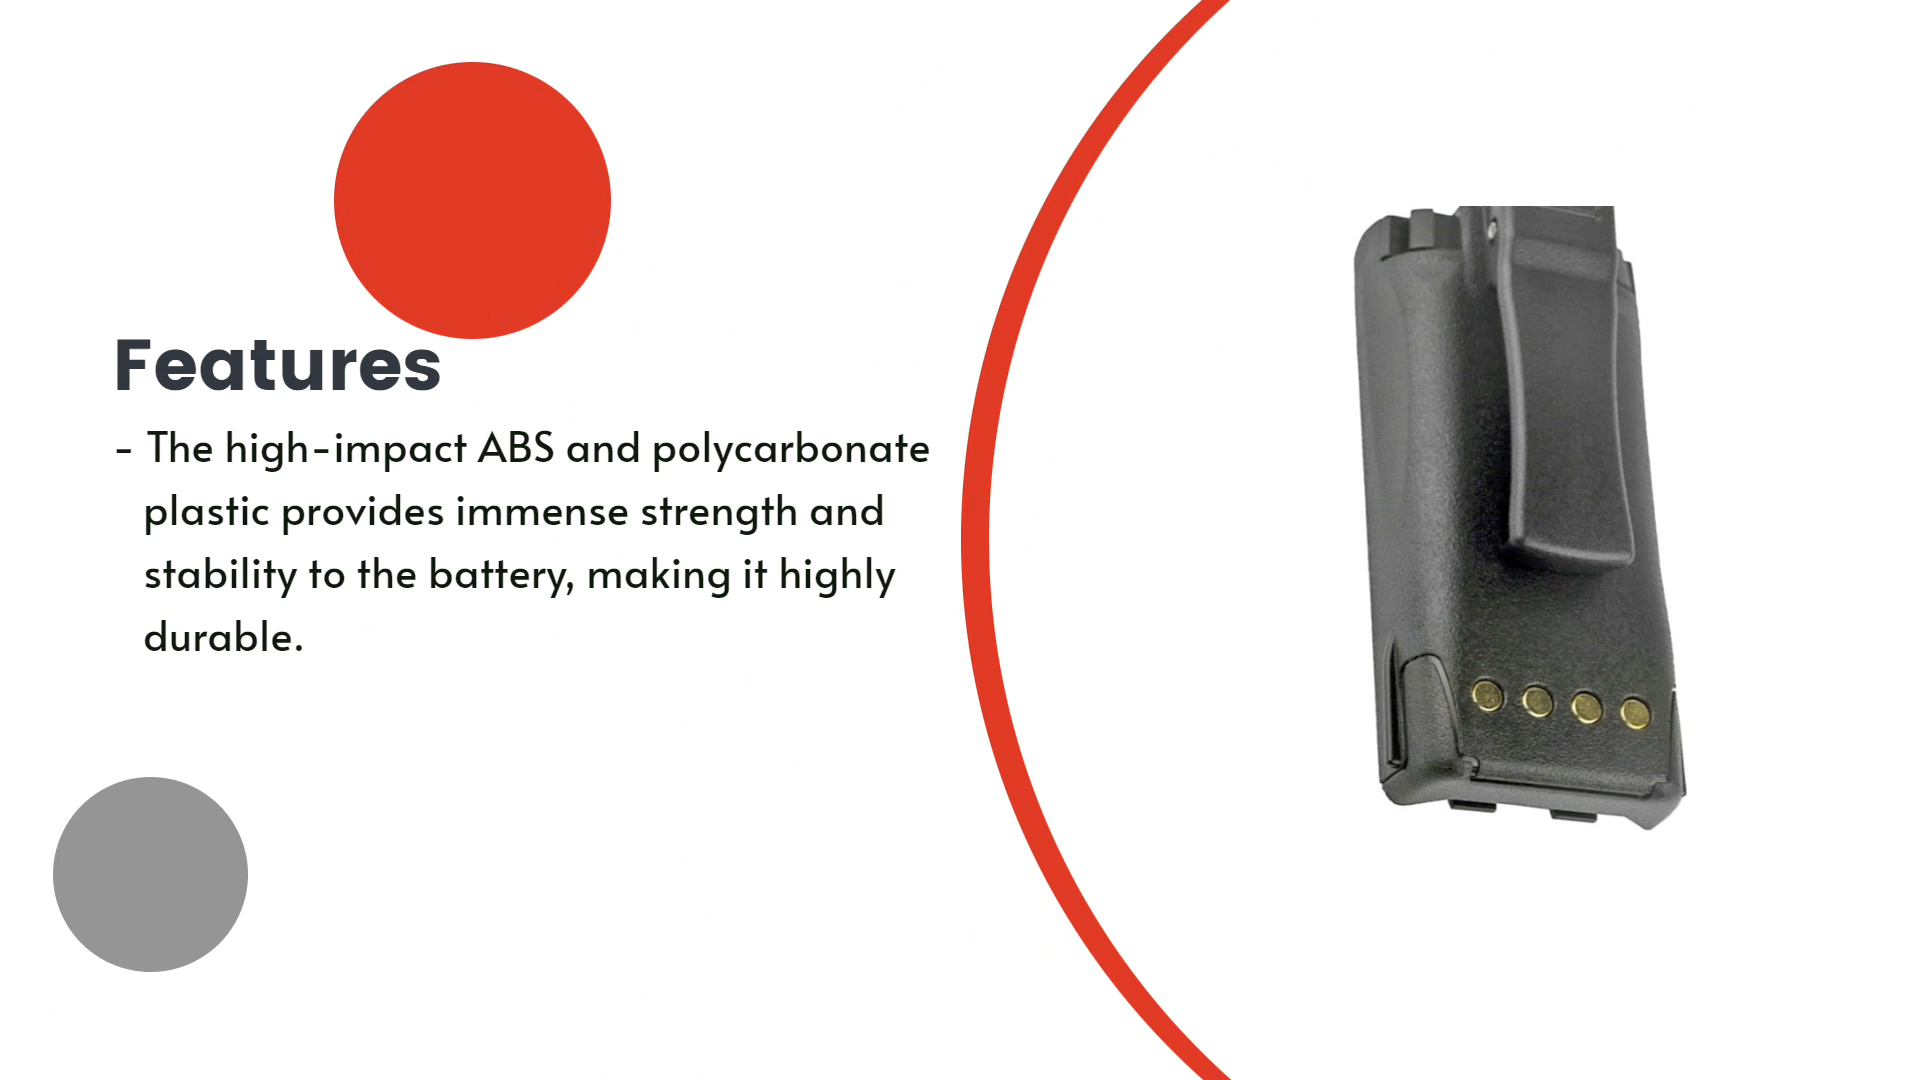 Features
- The high-impact ABS and polycarbonate
plastic provides immense strength and
stability to the battery, making it highly
durable.